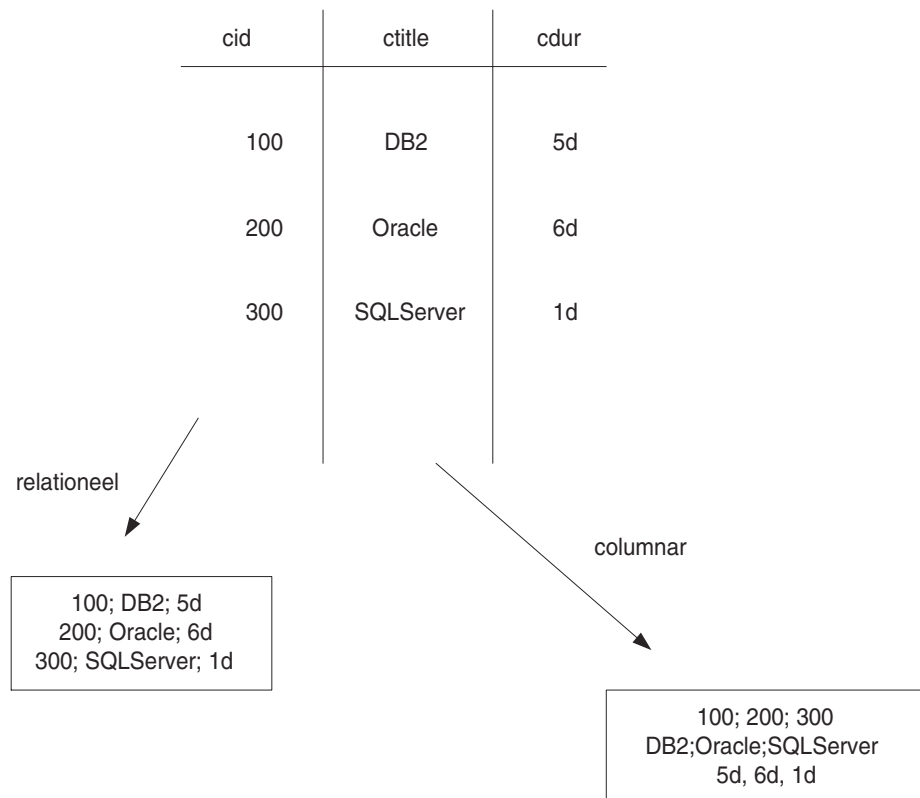 cid ctitle cdur
100 DB2 5d
200 Oracle 6d
300 SQLServer 1d
relationeel
columnar
100; DB2; 5d
200; Oracle; 6d
300; SQLServer; 1d
100; 200; 300
DB2;Oracle;SQLServer
5d, 6d, 1d